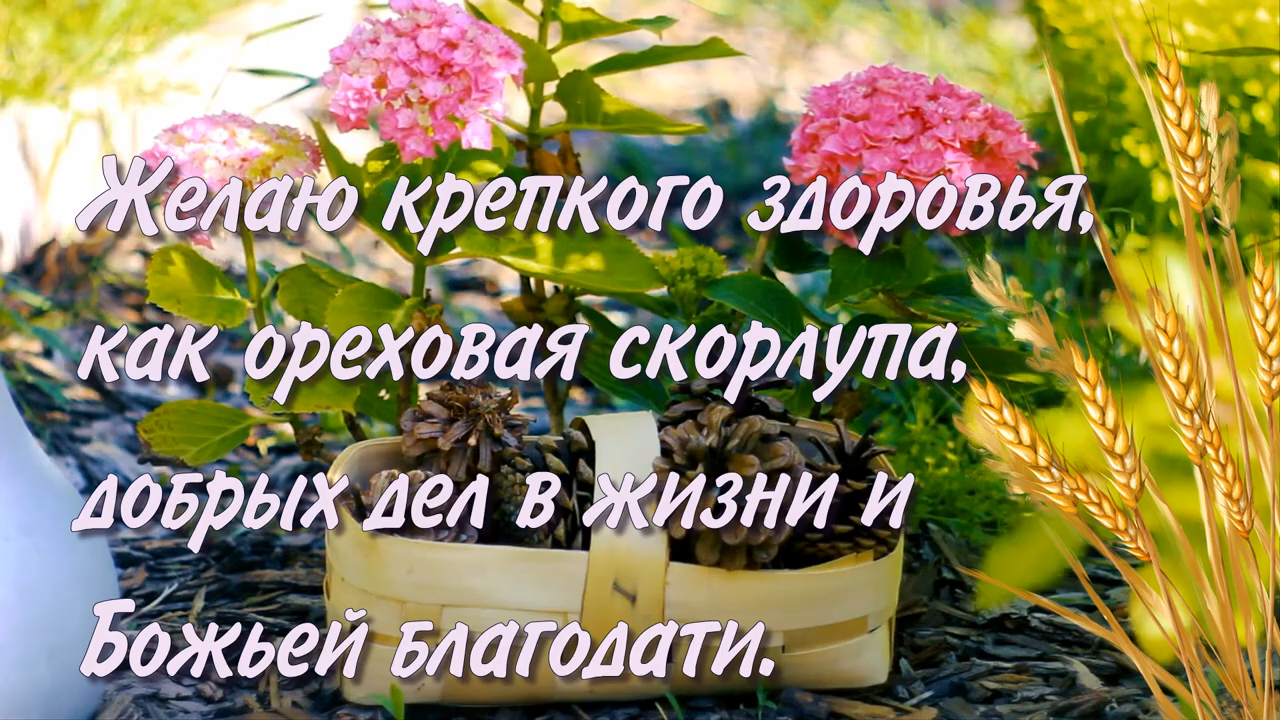 Желаю крепкого здоровья,
как ореховая скорлупа,
добрых дел в жизни и
Божьей благодати.